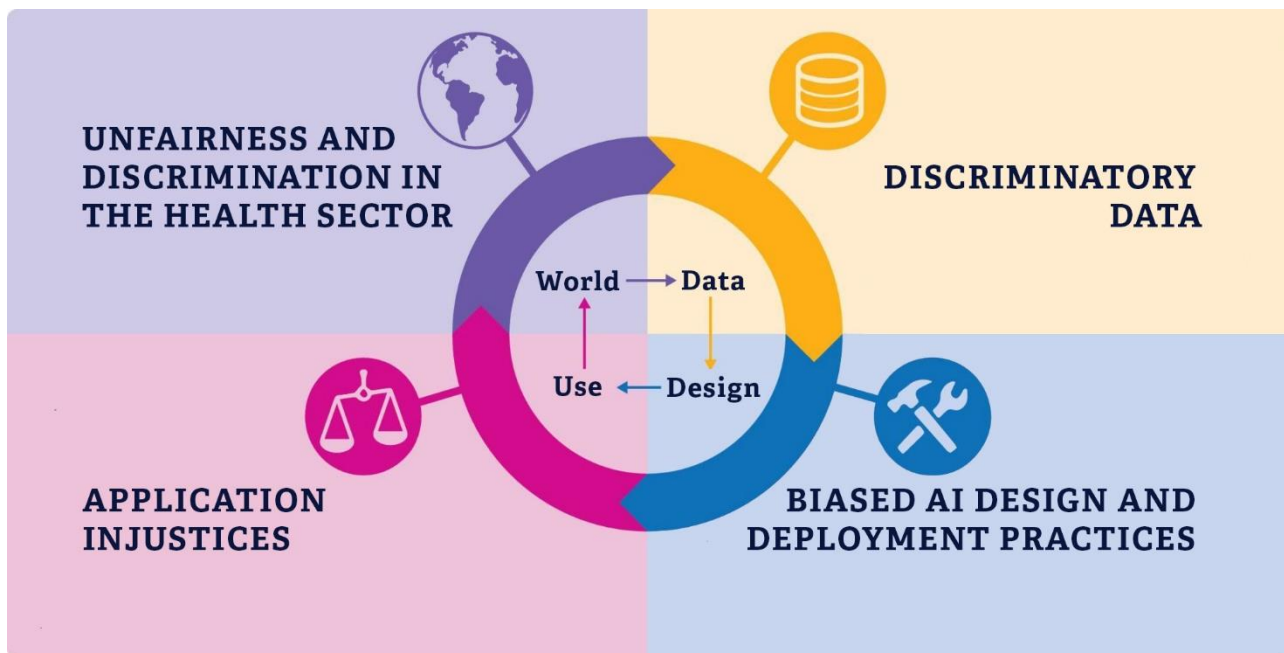 UNFAIRNESS AND
DISCRIMINATION IN
THE HEALTH SECTOR
DISCRIMINATORY
DATA
World
Data
Use
Design
APPLICATION
INJUSTICES
BIASED AI DESIGN AND
DEPLOYMENT PRACTICES